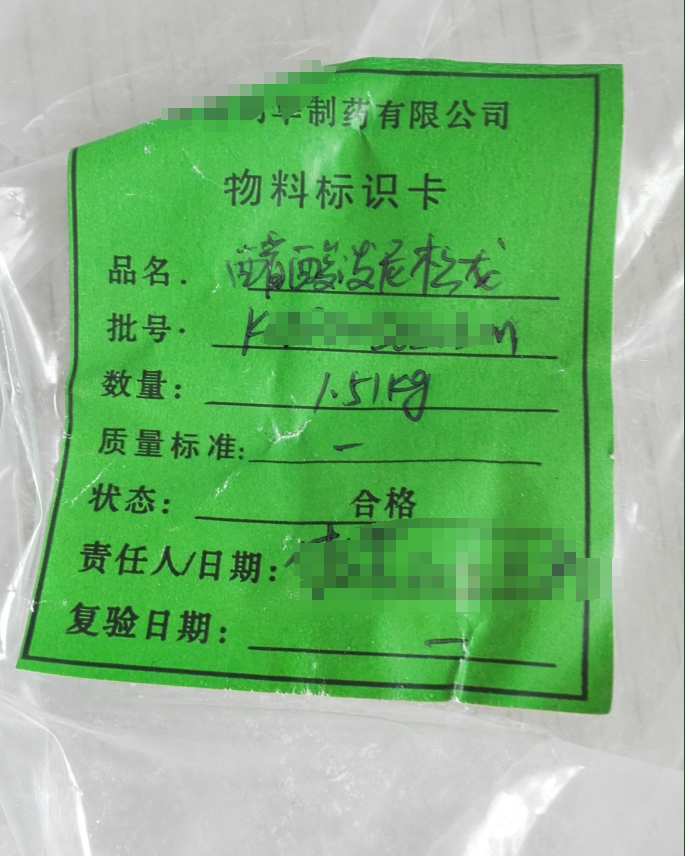 制药有限公司
物料标识卡
品名: 醋酸泼尼松龙
批号:
数量: 1.51kg
质量标准: —
状态: 合格
责任人/日期:
复验日期: —